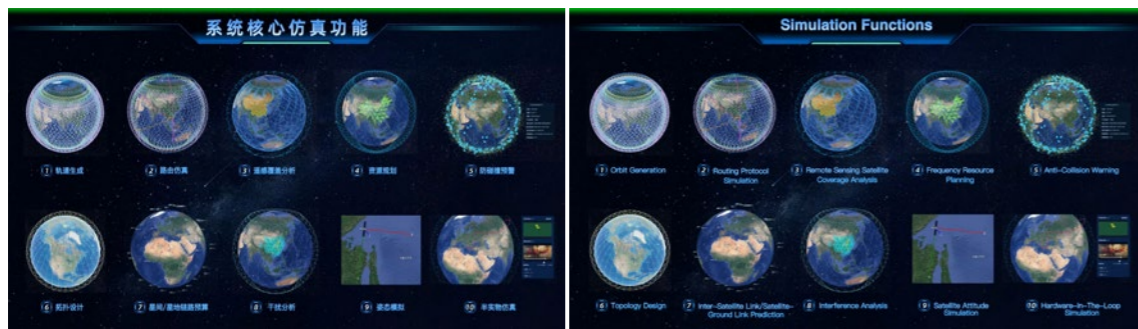 系统核心仿真功能
① 轨道生成
② 路由仿真
③ 遥感覆盖分析
④ 资源规划
⑤ 防碰撞预警
⑥ 拓扑设计
⑦ 星间/星地链路预算
⑧ 干扰分析
⑨ 姿态模拟
⑩ 半实物仿真
Simulation Functions
① Orbit Generation
② Routing Protocol
Simulation
③ Remote Sensing Satellite
Coverage Analysis
④ Frequency Resource
Planning
⑤ Anti-Collision Warning
⑥ Topology Design
⑦ Inter-Satellite Link/Satellite-
Ground Link Prediction
⑧ Interference Analysis
⑨ Satellite Attitude
Simulation
⑩ Hardware-In-The-Loop
Simulation